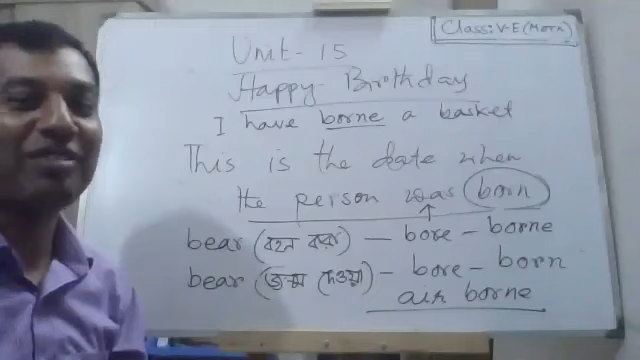 Class: V-E (Morn)
Unit - 15
Happy Birthday
I have borne a basket
This is the date when
the person was born
bear (বহন করা) — bore - borne
bear (জন্ম দেওয়া) - bore - born
air borne